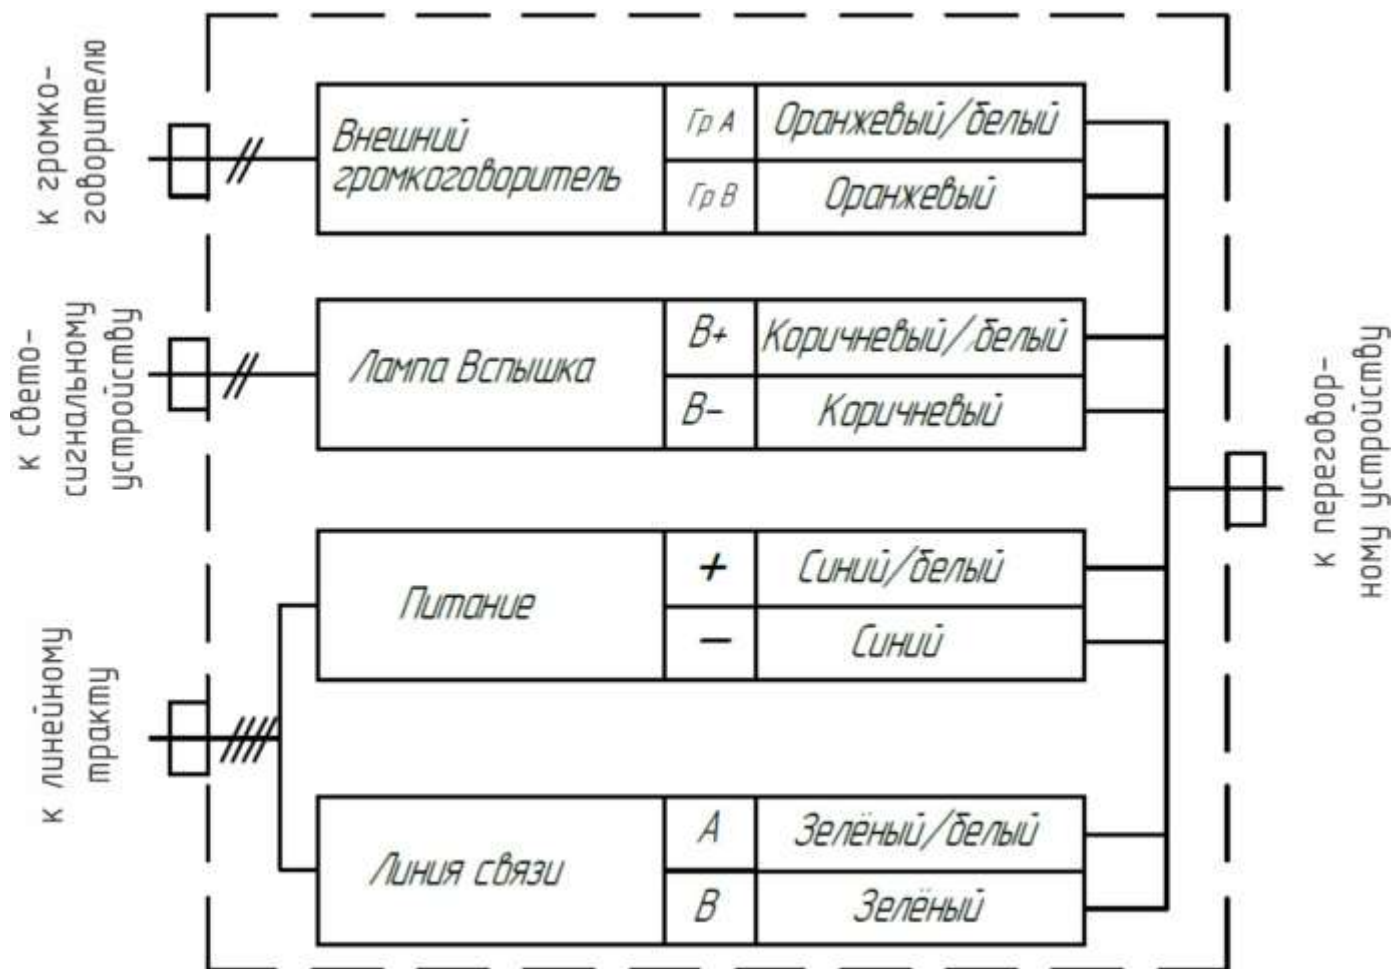 к громко-
говорителю
Внешний
громкоговоритель
Гр А
Оранжевый/белый
Гр В
Оранжевый
к свето-
сигнальному
устройству
Лампа Вспышка
В+
Коричневый/белый
В-
Коричневый
к линейному
тракту
Питание
+
Синий/белый
-
Синий
Линия связи
А
Зелёный/белый
В
Зелёный
к переговор-
ному устройству